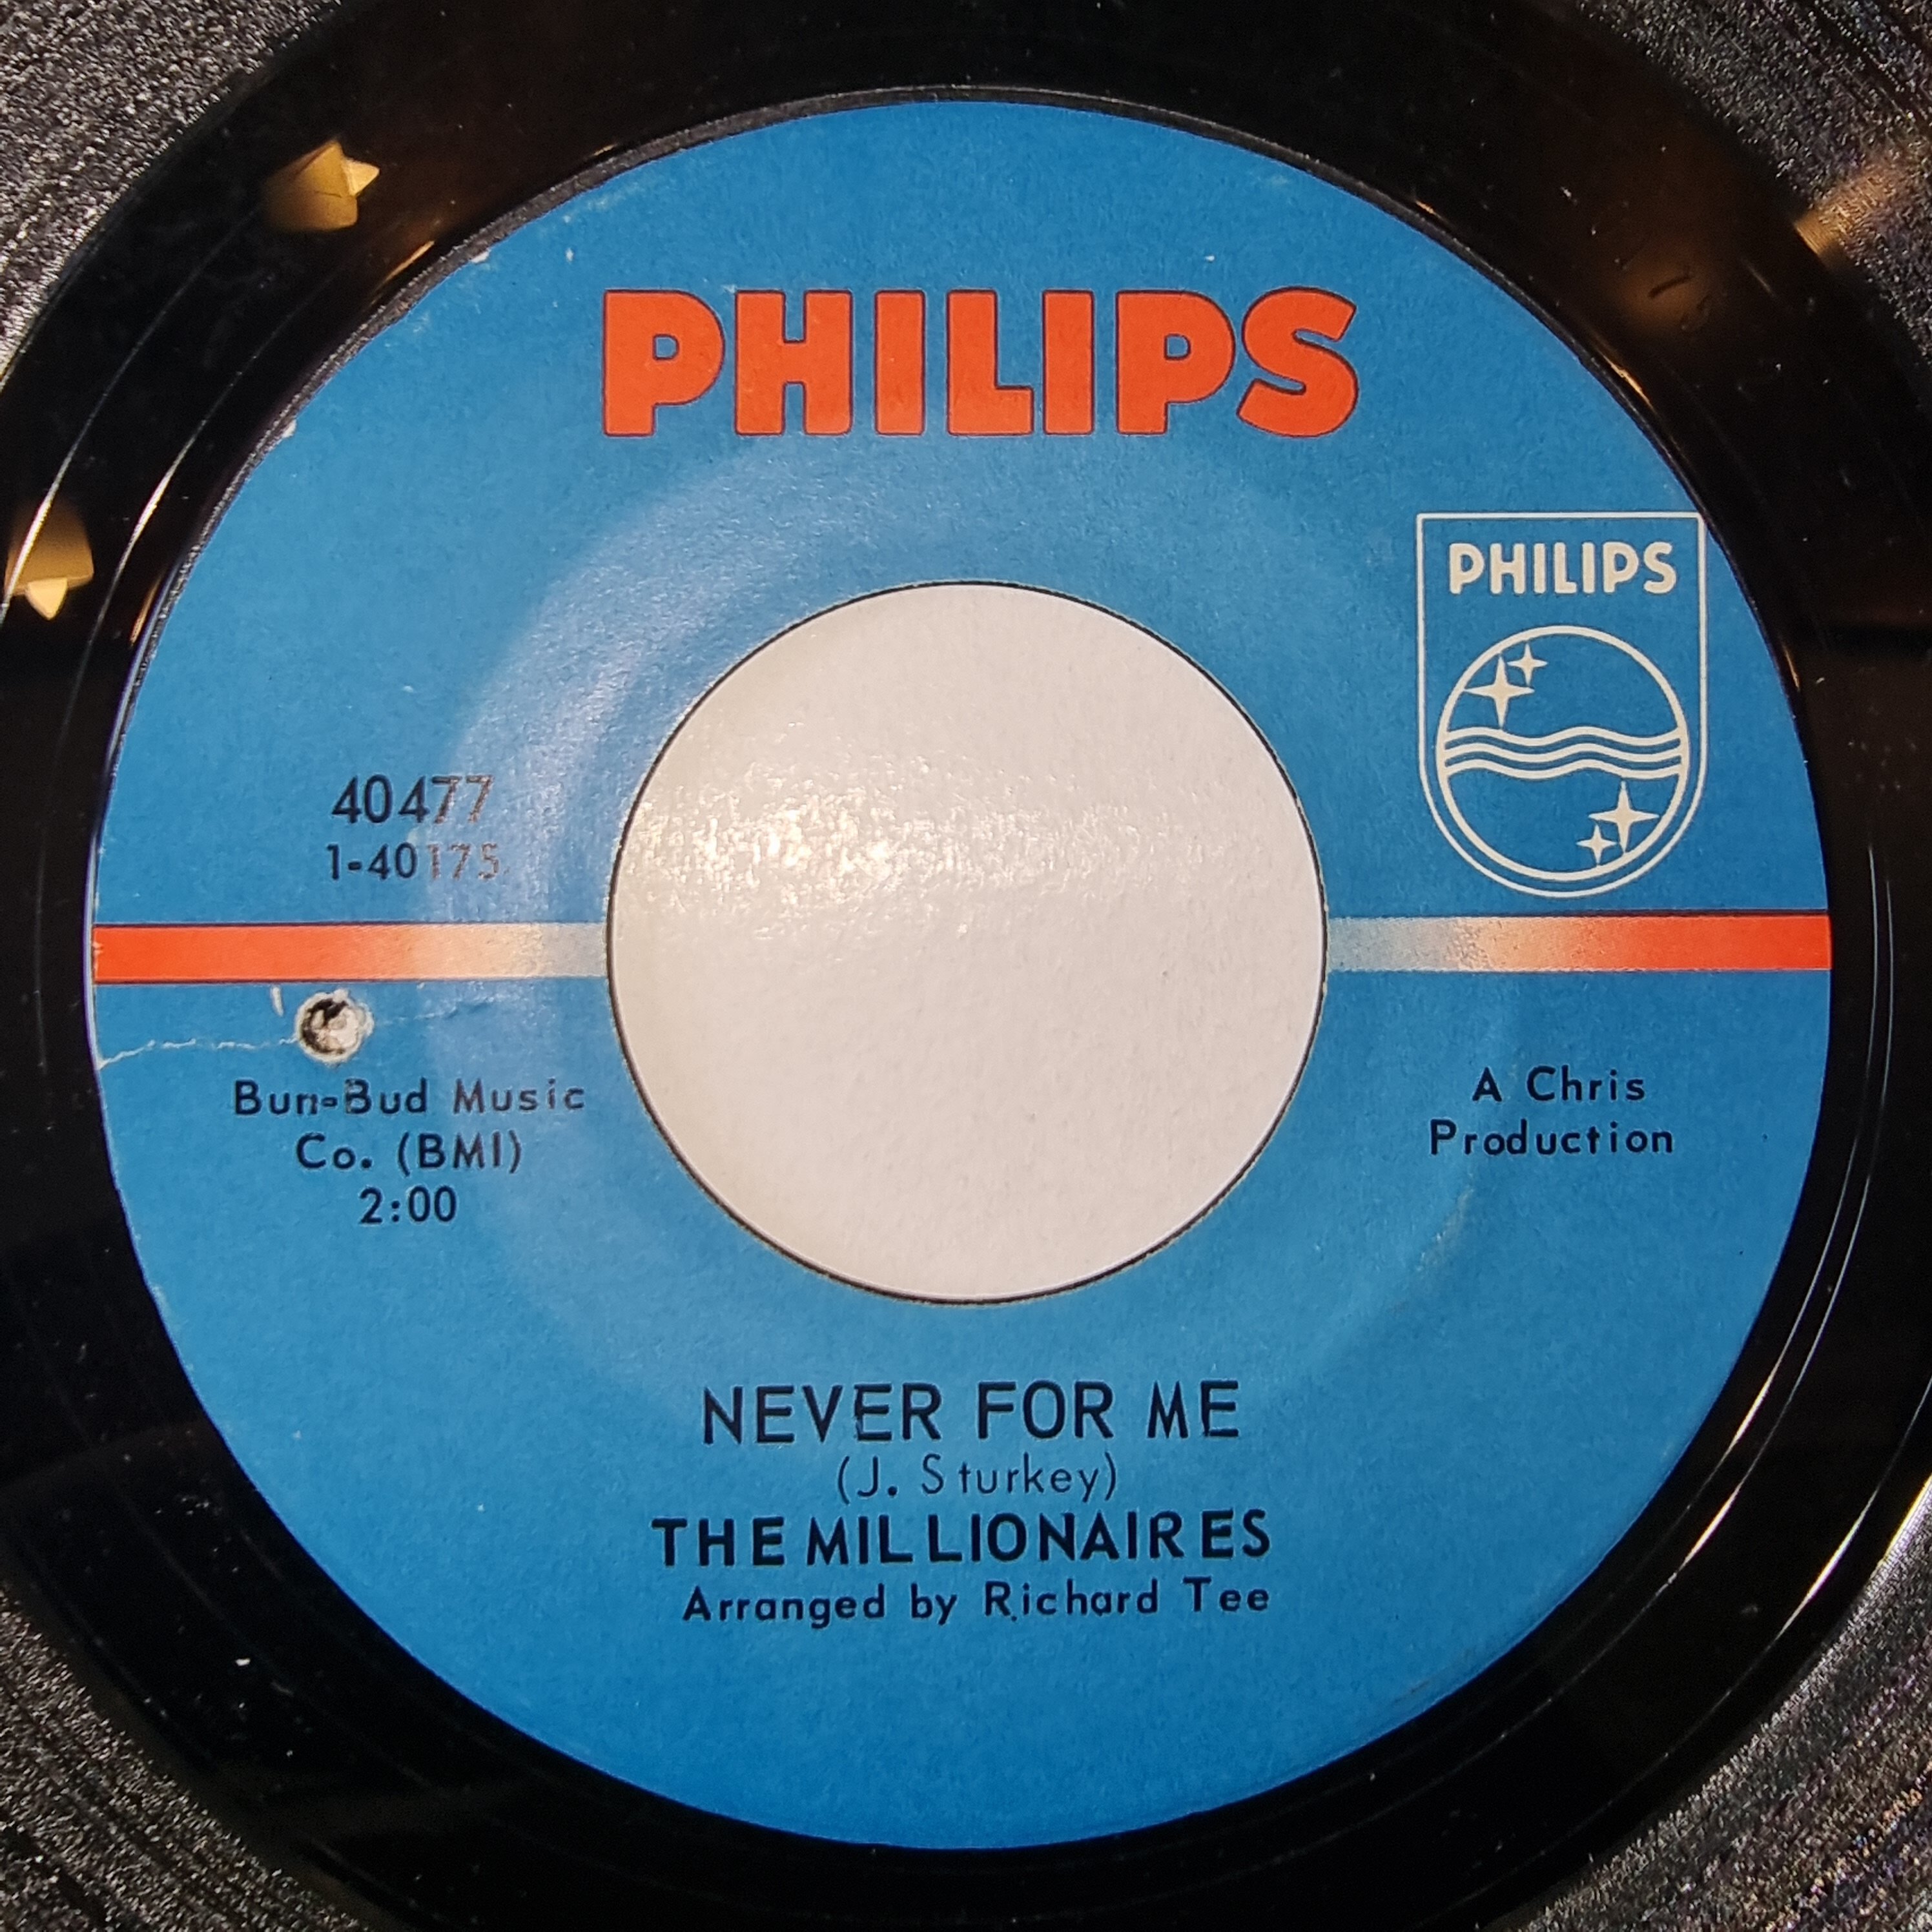 PHILIPS
PHILIPS
40477
1-40175
Bun-Bud Music
Co. (BMI)
2:00
A Chris
Production
NEVER FOR ME
(J. Sturkey)
THE MILLIONAIRES
Arranged by Richard Tee